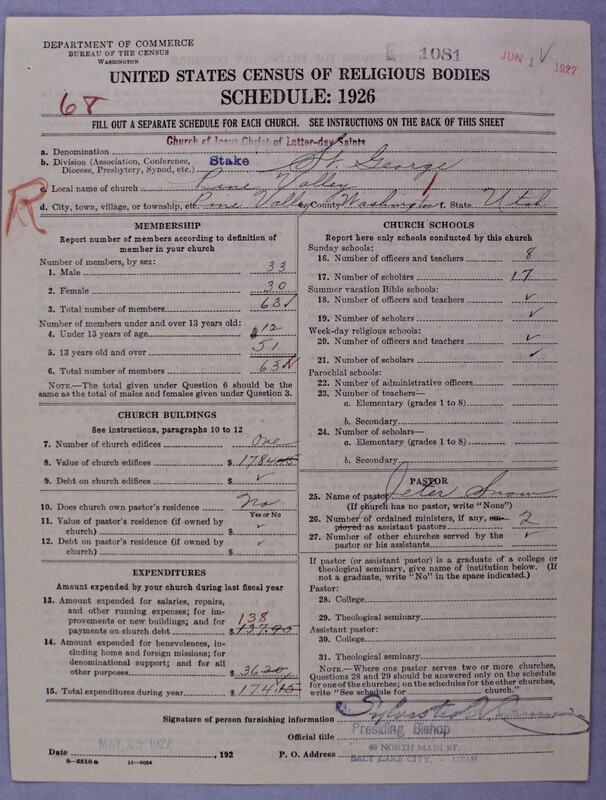 DEPARTMENT OF COMMERCE
BUREAU OF THE CENSUS
WASHINGTON
E 1081
JUN 1 1927
UNITED STATES CENSUS OF RELIGIOUS BODIES
SCHEDULE: 1926
68
FILL OUT A SEPARATE SCHEDULE FOR EACH CHURCH. SEE INSTRUCTIONS ON THE BACK OF THIS SHEET
a. Denomination Church of Jesus Christ of Latter-day Saints
b. Division (Association, Conference, Diocese, Presbytery, Synod, etc.) Stake St. George
c. Local name of church Pine Valley
R
d. City, town, village, or township, etc. Pine Valley e. County Washington f. State Utah
MEMBERSHIP
Report number of members according to definition of
member in your church
Number of members, by sex:
1. Male 33
2. Female 30
3. Total number of members 63
Number of members under and over 13 years old:
4. Under 13 years of age 12
5. 13 years old and over 51
6. Total number of members 63
NOTE.—The total given under Question 6 should be
same as the total of males and females given under Question 3.
CHURCH BUILDINGS
See instructions, paragraphs 10 to 12
7. Number of church edifices one
8. Value of church edifices $ 1784
9. Debt on church edifices $ ✓
10. Does church own pastor's residence No
Yes or No
11. Value of pastor's residence (if owned by
church) $ ✓
12. Debt on pastor's residence (if owned by
church) $ ✓
EXPENDITURES
Amount expended by your church during last fiscal year
13. Amount expended for salaries, repairs,
and other running expenses; for im-
provements or new buildings; and for 138
payments on church debt $ 137.95
14. Amount expended for benevolences, in-
cluding home and foreign missions; for
denominational support; and for all
other purposes $ 36.20
15. Total expenditures during year $ 174.15
CHURCH SCHOOLS
Report here only schools conducted by this church
Sunday schools:
16. Number of officers and teachers 8
17. Number of scholars 17
Summer vacation Bible schools:
18. Number of officers and teachers ✓
19. Number of scholars ✓
Week-day religious schools:
20. Number of officers and teachers ✓
21. Number of scholars ✓
Parochial schools:
22. Number of administrative officers
23. Number of teachers—
a. Elementary (grades 1 to 8)
b. Secondary
24. Number of scholars—
a. Elementary (grades 1 to 8)
b. Secondary
PASTOR
25. Name of pastor Peter Snow
(If church has no pastor, write "None")
26. Number of ordained ministers, if any, em-
ployed as assistant pastors 2
27. Number of other churches served by the
pastor or his assistants ✓
If pastor (or assistant pastor) is a graduate of a college or
theological seminary, give name of institution below. (If
not a graduate, write "No" in the space indicated.)
Pastor:
28. College
29. Theological seminary
Assistant pastor:
30. College
31. Theological seminary
NOTE.—Where one pastor serves two or more churches,
Questions 28 and 29 should be answered only on the schedule
for one of the churches; on the schedules for the other churches,
write "See schedule for church."
Signature of person furnishing information Sylvester Q. Cannon
Official title Presiding Bishop
Date MAY 25 1927, 192 P. O. Address 40 NORTH MAIN ST.
SALT LAKE CITY, - UTAH
8-5518a 11-9054